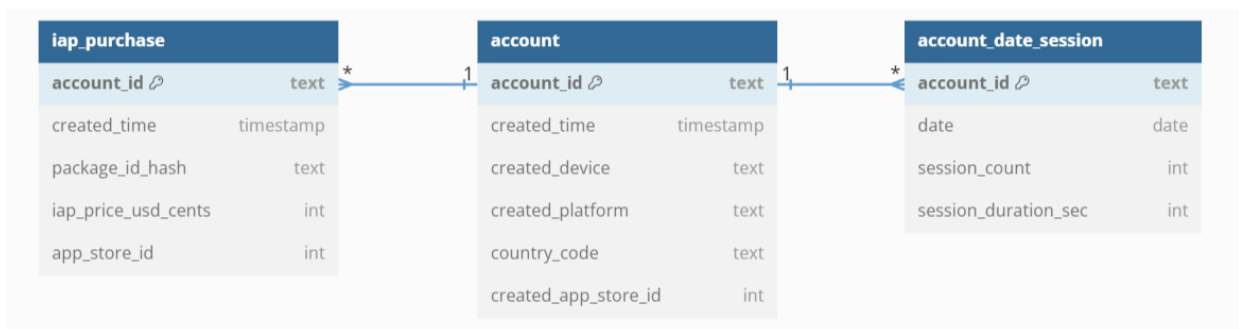 iap_purchase
account_id text
created_time timestamp
package_id_hash text
iap_price_usd_cents int
app_store_id int
* 1
account
account_id text
created_time timestamp
created_device text
created_platform text
country_code text
created_app_store_id int
1 *
account_date_session
account_id text
date date
session_count int
session_duration_sec int